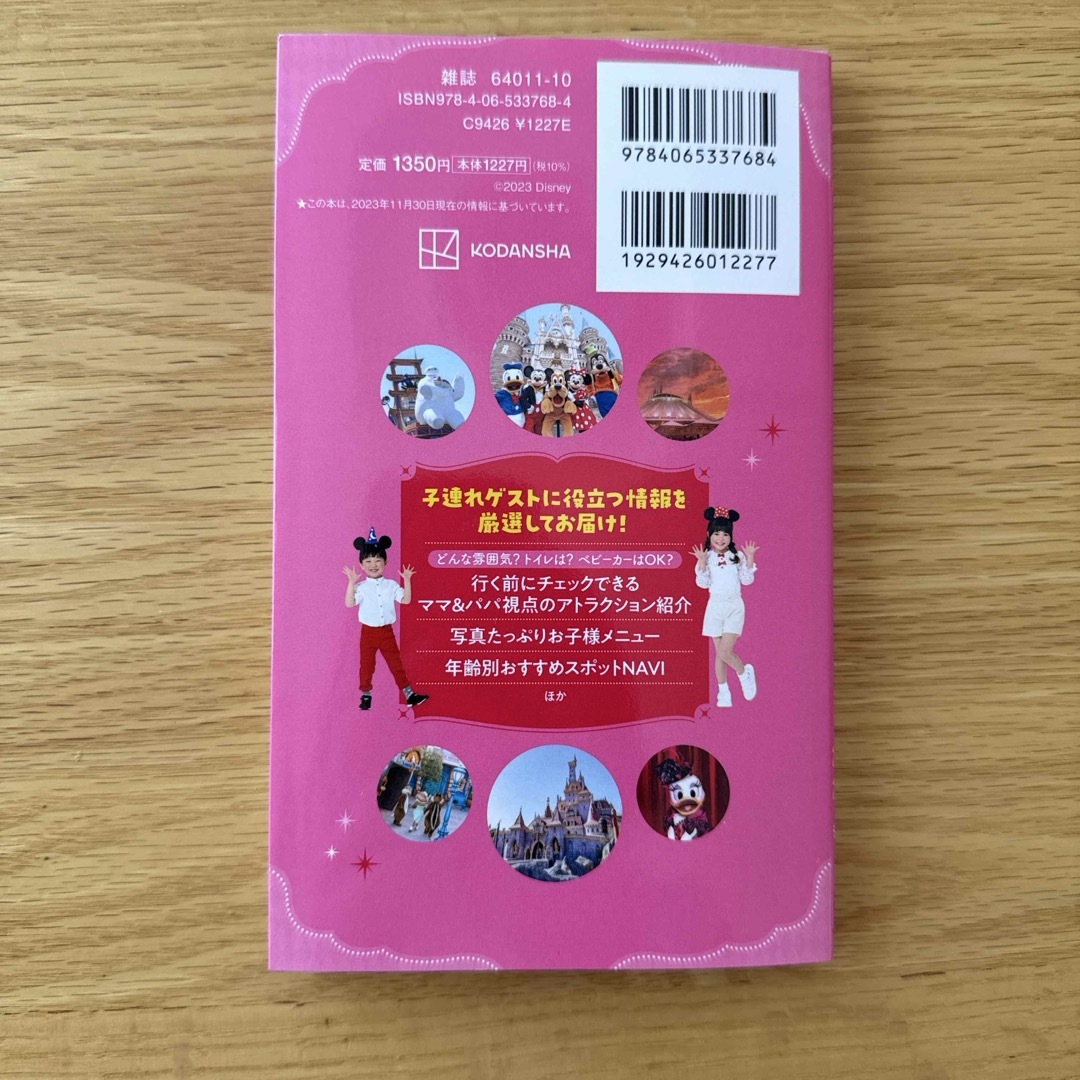 雑誌 64011-10
ISBN978-4-06-533768-4
C9426 ¥1227E
定価 1350円 本体1227円 (税10%)
©2023 Disney
★この本は、2023年11月30日現在の情報に基づいています。
KODANSHA
9784065337684
1929426012277
子連れゲストに役立つ情報を
厳選してお届け!
どんな雰囲気?トイレは? ベビーカーはOK?
行く前にチェックできる
ママ&パパ視点のアトラクション紹介
写真たっぷりお子様メニュー
年齢別おすすめスポットNAVI
ほか